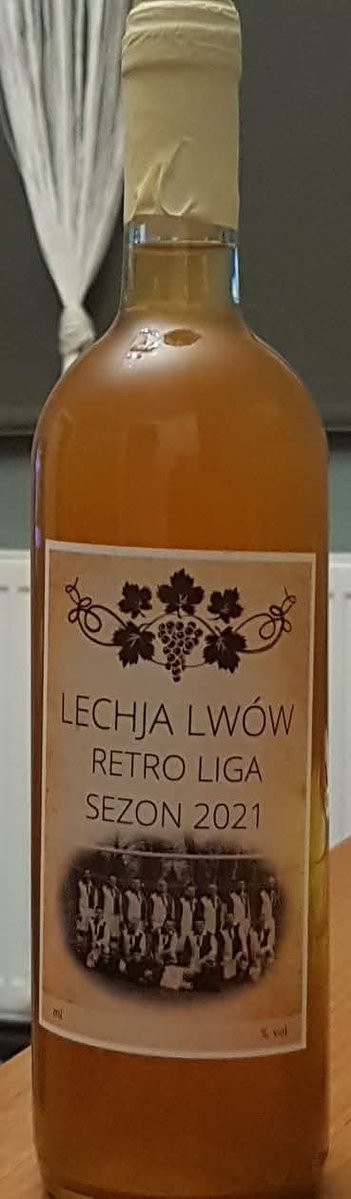 LECHJA LWÓW
RETRO LIGA
SEZON 2021
ml
% vol